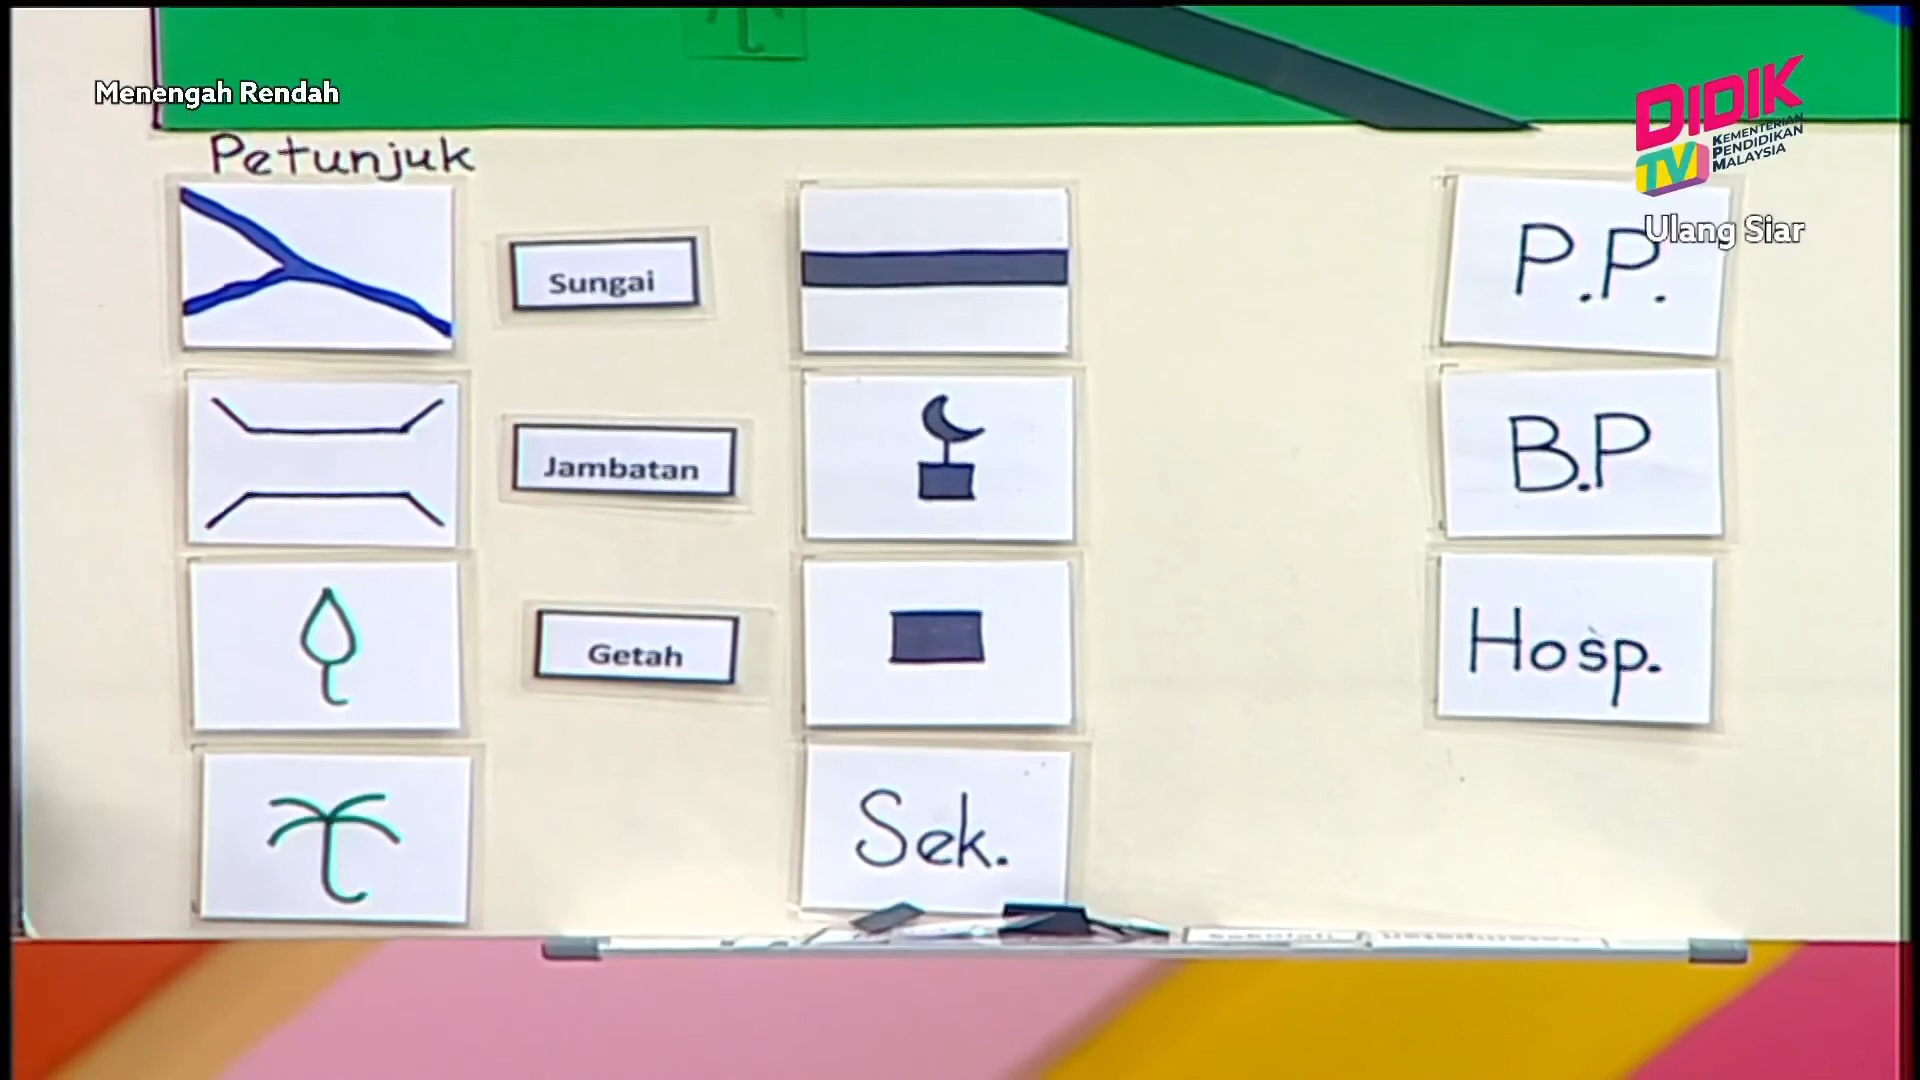 Menengah Rendah
DIDIK
TV
KEMENTERIAN
PENDIDIKAN
MALAYSIA
Ulang Siar
Petunjuk
Sungai
P.P.
Jambatan
B.P
Getah
Hosp.
Sek.